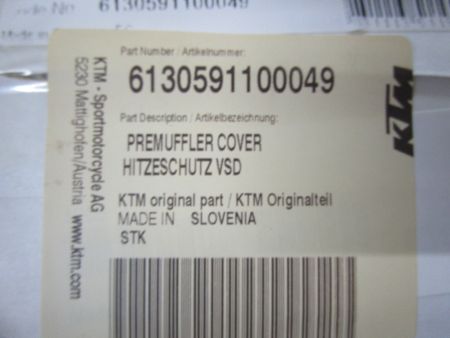 6130591100049
Part Number / Artikelnummer:
6130591100049
Part Description / Artikelbezeichnung:
PREMUFFLER COVER
HITZESCHUTZ VSD
KTM original part / KTM Originalteil
MADE IN SLOVENIA
STK
KTM
KTM - Sportmotorcycle AG
5230 Mattighofen/Austria www.ktm.com